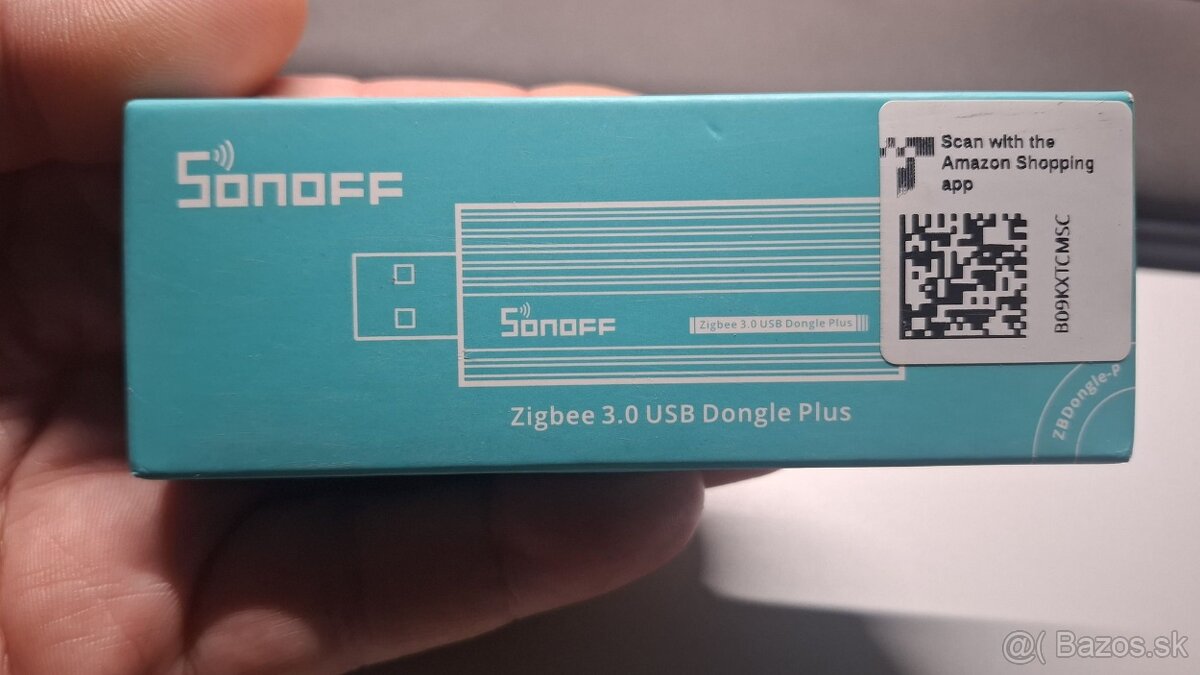 SONOFF
Scan with the
Amazon Shopping
app
B09KXTCMSC
SONOFF
Zigbee 3.0 USB Dongle Plus
Zigbee 3.0 USB Dongle Plus
ZBDongle-P
@( Bazos.sk